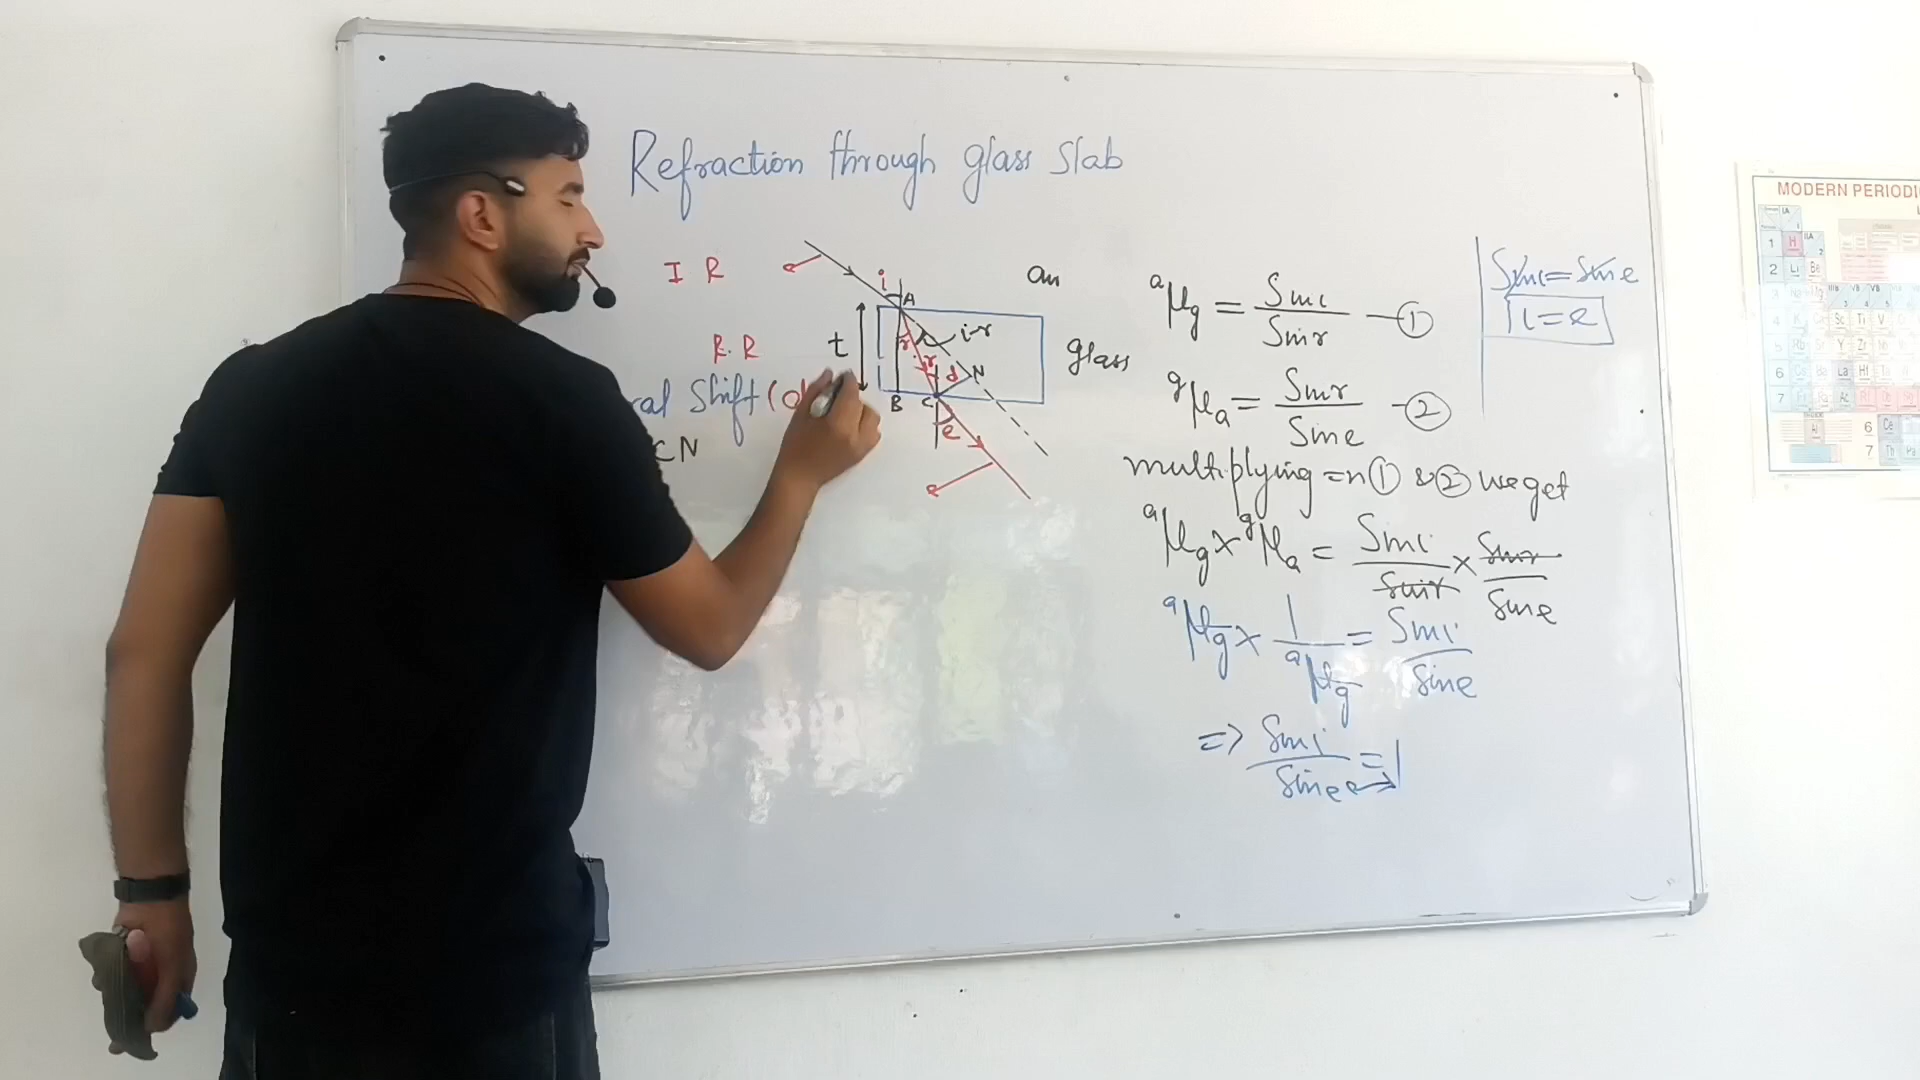 Refraction through glass slab
I R
i
A
air
t
r
i-r
R.R
r
d
N
glass
ral Shift (d
B
C
CN
e
ᵃμg = Sini / Sinr —①
ᵍμa = Sinr / Sine —②
multiplying =n ① & ② we get
ᵃμg × ᵍμa = Sini / Sinr × Sinr / Sine
ᵃμg × 1 / ᵃμg = Sini / Sine
=> Sini / Sine = 1
Sini = Sine
i = e
MODERN PERIODI